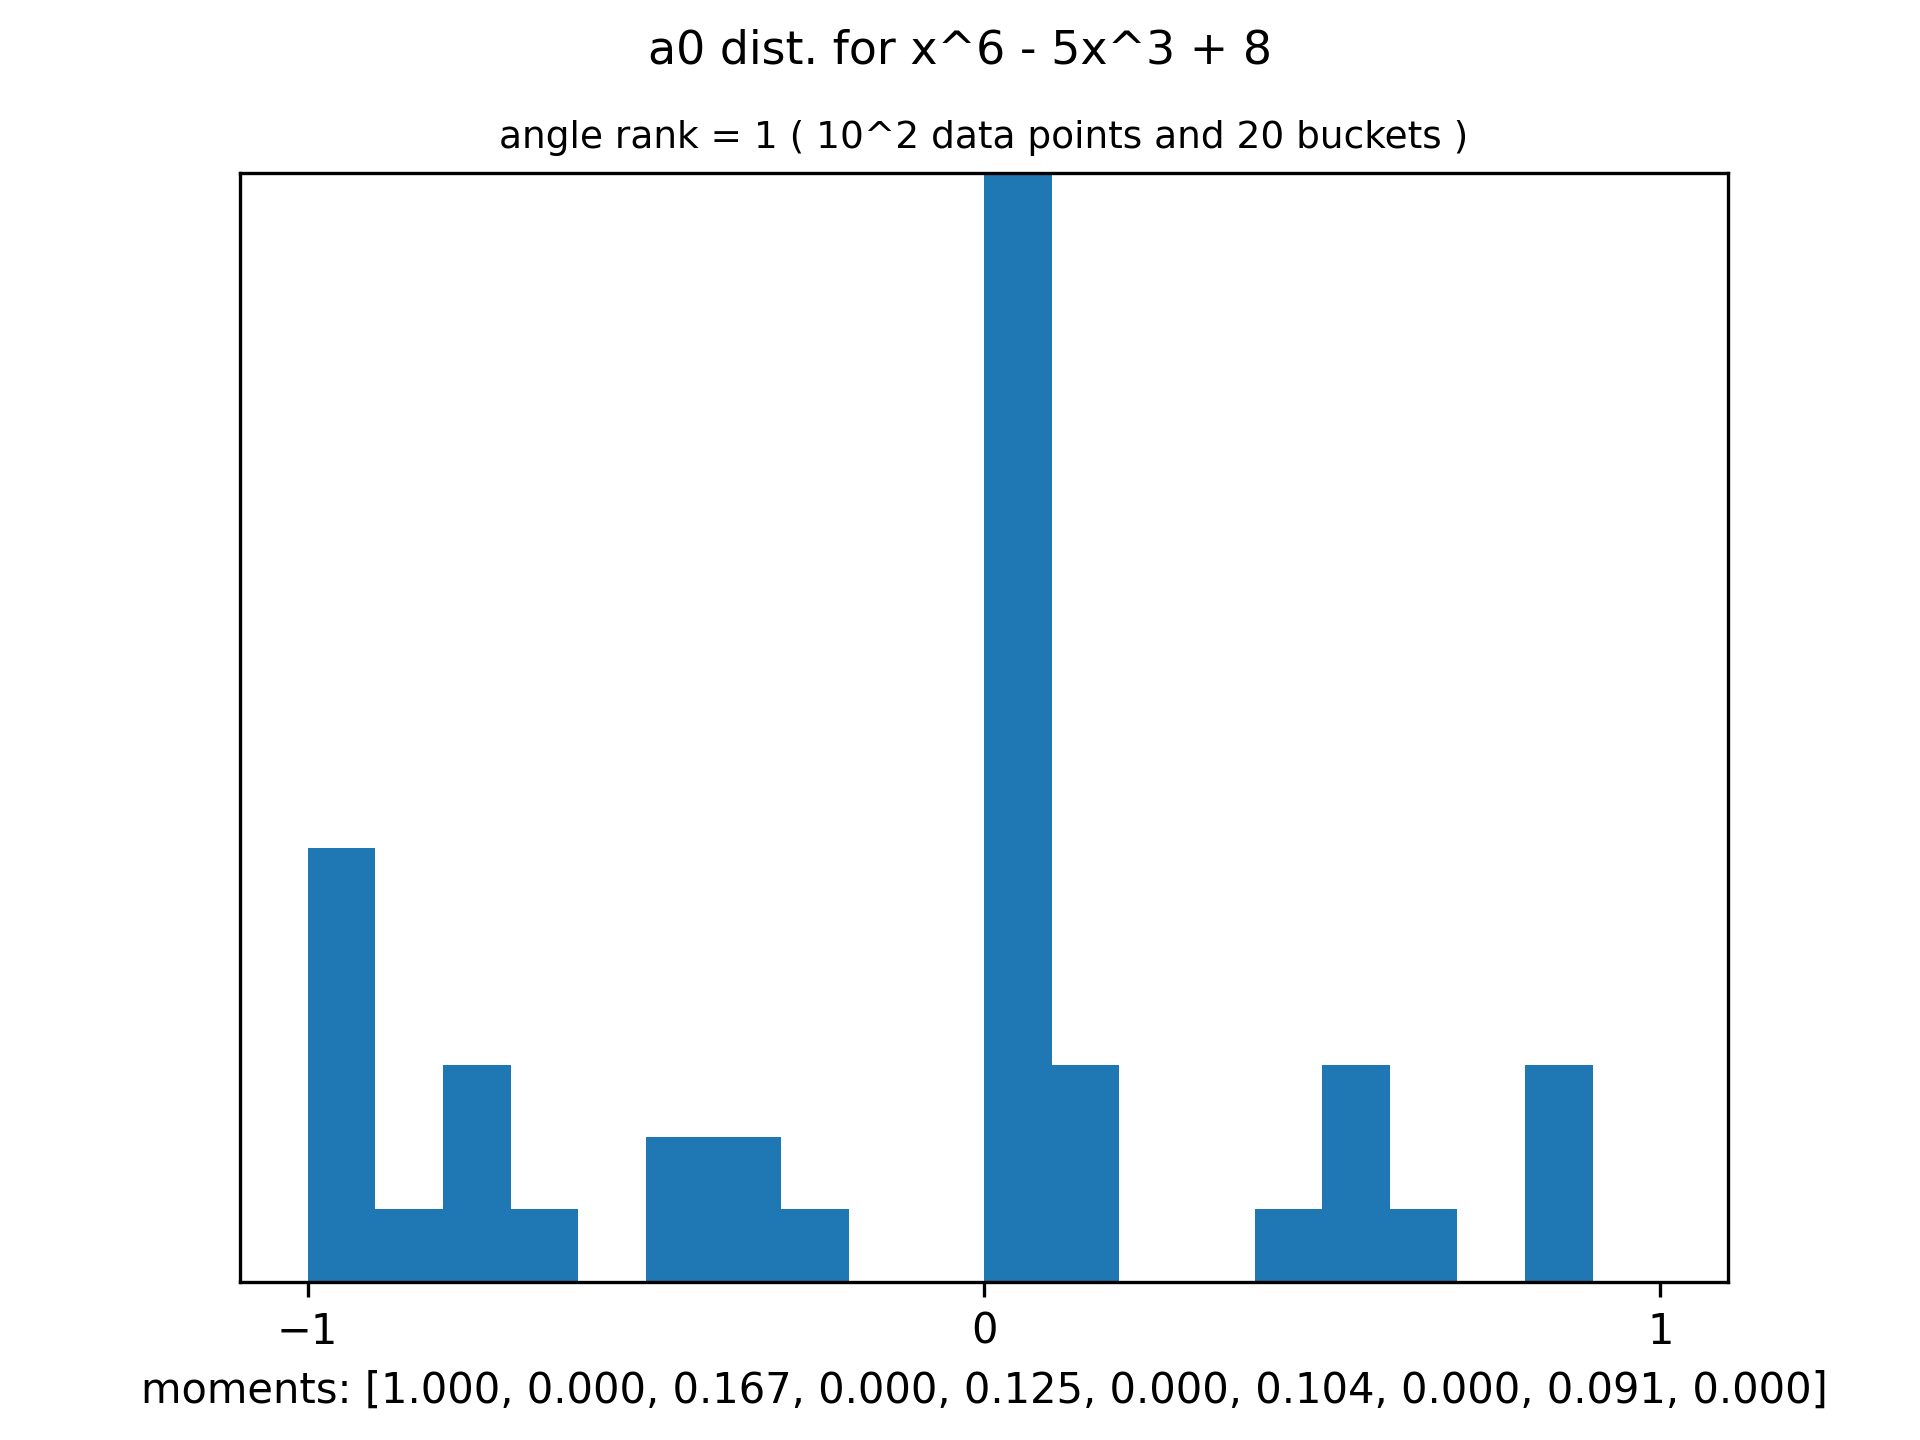 a0 dist. for x^6 - 5x^3 + 8
angle rank = 1 ( 10^2 data points and 20 buckets )
−1 0 1
moments: [1.000, 0.000, 0.167, 0.000, 0.125, 0.000, 0.104, 0.000, 0.091, 0.000]